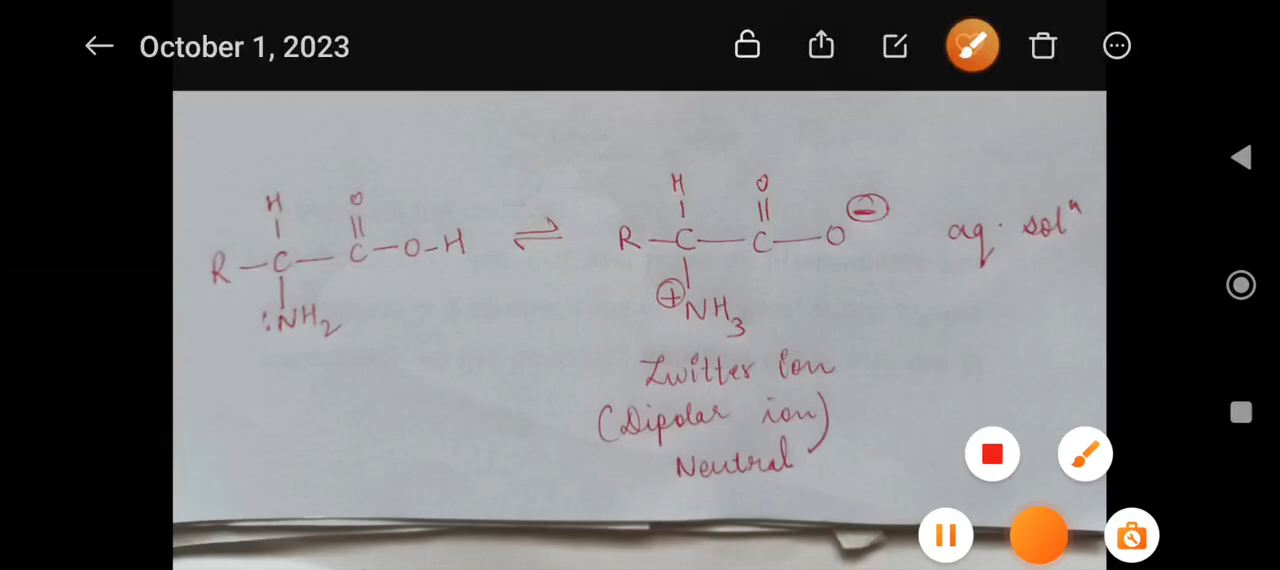 October 1, 2023
H O H O
R-C-C-O-H ⇌ R-C-C-O ⊖ aq. solⁿ
:NH2 ⊕NH3
Zwitter ion
(Dipolar ion)
Neutral